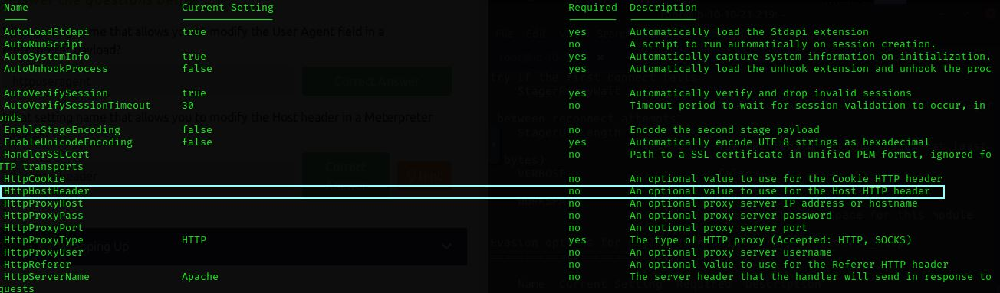 Name Current Setting Required Description
AutoLoadStdapi true yes Automatically load the Stdapi extension
AutoRunScript no A script to run automatically on session creation.
AutoSystemInfo true yes Automatically capture system information on initialization.
AutoUnhookProcess false yes Automatically load the unhook extension and unhook the proc
AutoVerifySession true yes Automatically verify and drop invalid sessions
AutoVerifySessionTimeout 30 no Timeout period to wait for session validation to occur, in
onds
EnableStageEncoding false no Encode the second stage payload
EnableUnicodeEncoding false yes Automatically encode UTF-8 strings as hexadecimal
HandlerSSLCert no Path to a SSL certificate in unified PEM format, ignored fo
TTP transports
HttpCookie no An optional value to use for the Cookie HTTP header
HttpHostHeader no An optional value to use for the Host HTTP header
HttpProxyHost no An optional proxy server IP address or hostname
HttpProxyPass no An optional proxy server password
HttpProxyPort no An optional proxy server port
HttpProxyType HTTP yes The type of HTTP proxy (Accepted: HTTP, SOCKS)
HttpProxyUser no An optional proxy server username
HttpReferer no An optional value to use for the Referer HTTP header
HttpServerName Apache no The server header that the handler will send in response to
quests